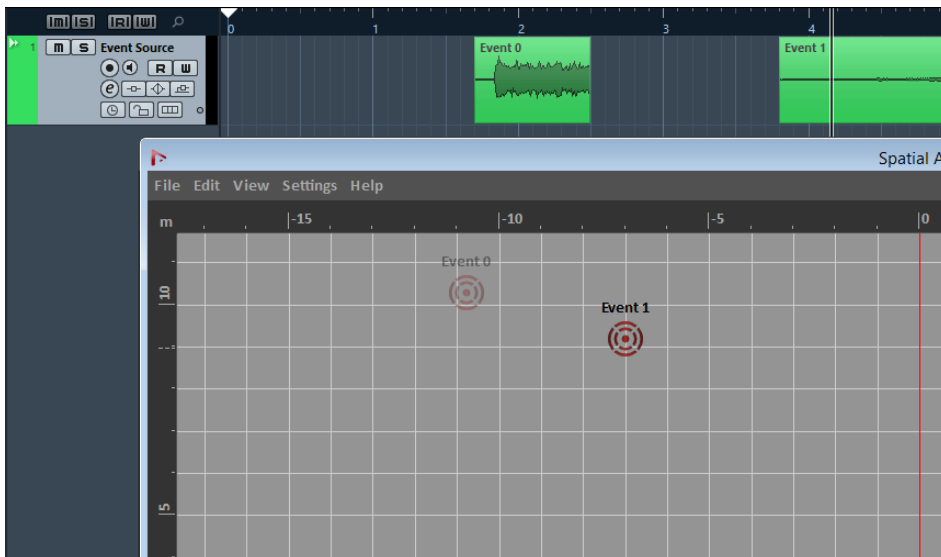 m S R W 0 1 2 3 4
1 m S Event Source Event 0 Event 1
R W
e
Spatial A
File Edit View Settings Help
m -15 -10 -5 0
Event 0
10
Event 1
5